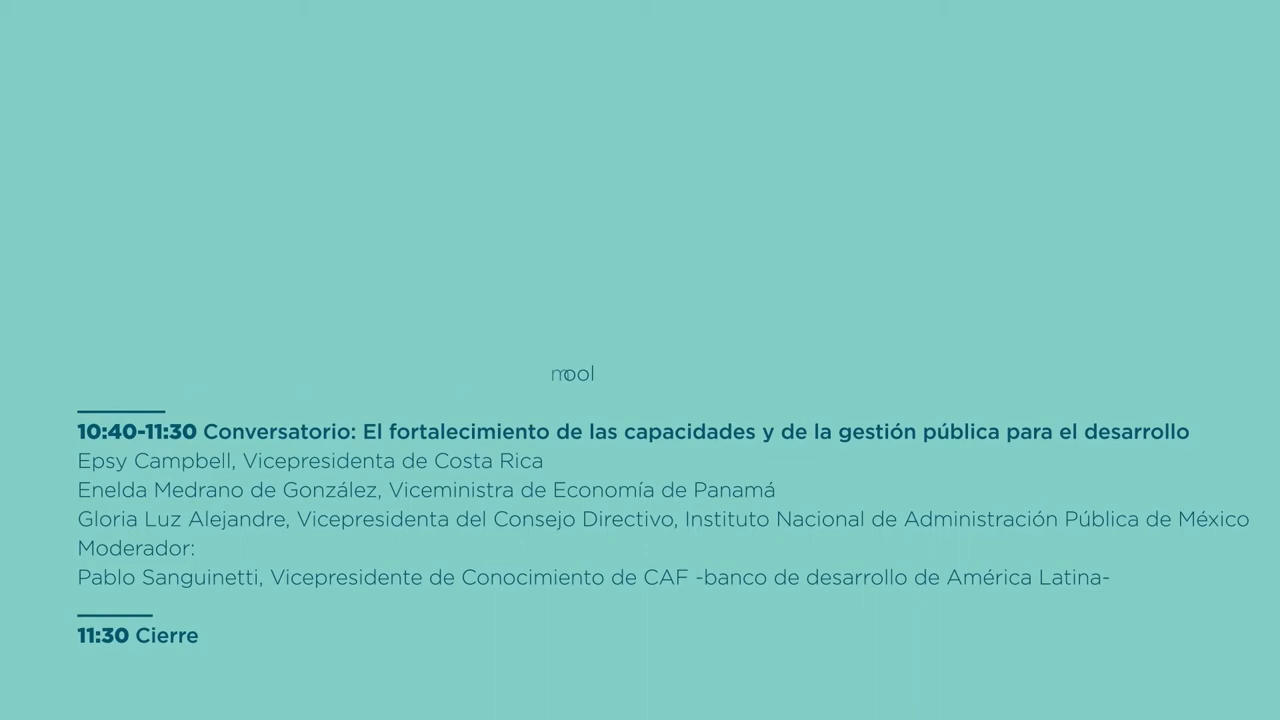 10:40-11:30 Conversatorio: El fortalecimiento de las capacidades y de la gestión pública para el desarrollo
Epsy Campbell, Vicepresidenta de Costa Rica
Enelda Medrano de González, Viceministra de Economía de Panamá
Gloria Luz Alejandre, Vicepresidenta del Consejo Directivo, Instituto Nacional de Administración Pública de México
Moderador:
Pablo Sanguinetti, Vicepresidente de Conocimiento de CAF -banco de desarrollo de América Latina-
11:30 Cierre